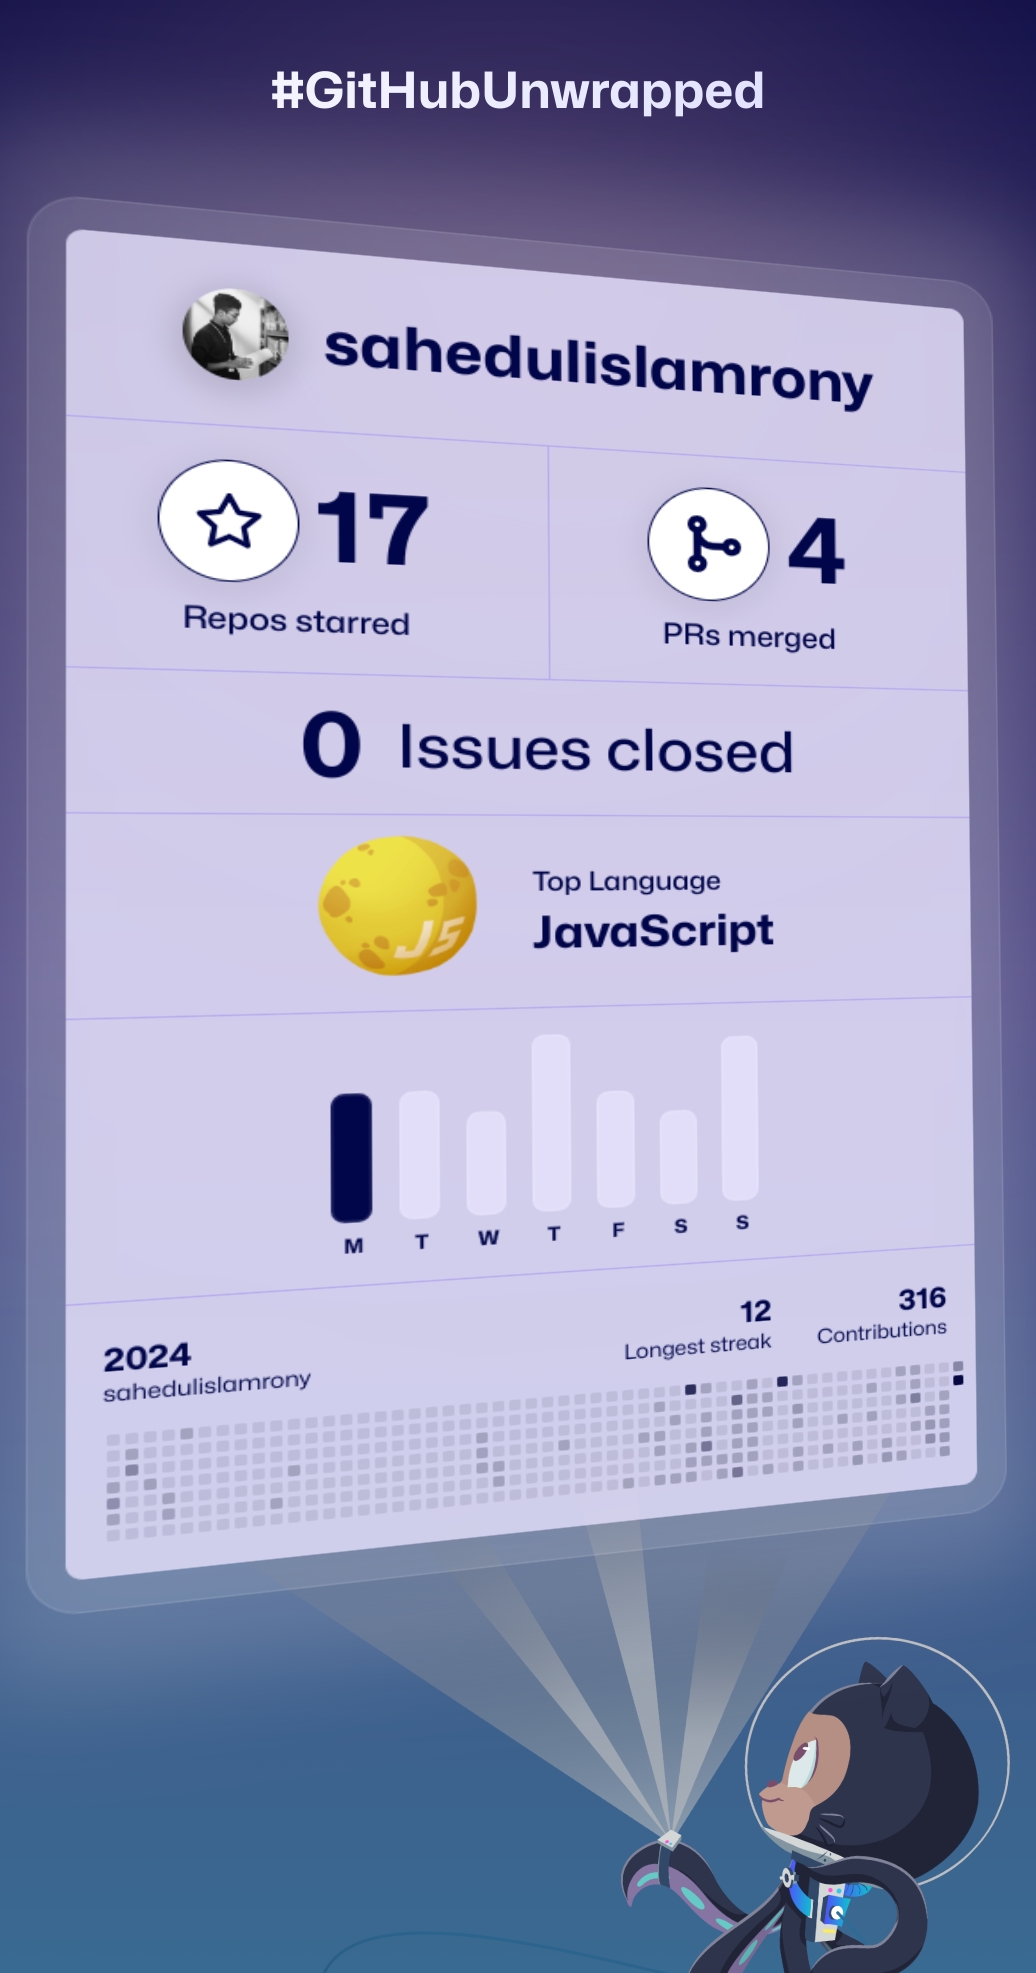 #GitHubUnwrapped
sahedulislamrony
17
Repos starred
4
PRs merged
0 Issues closed
JS
Top Language
JavaScript
M T W T F S S
2024
sahedulislamrony
12
Longest streak
316
Contributions